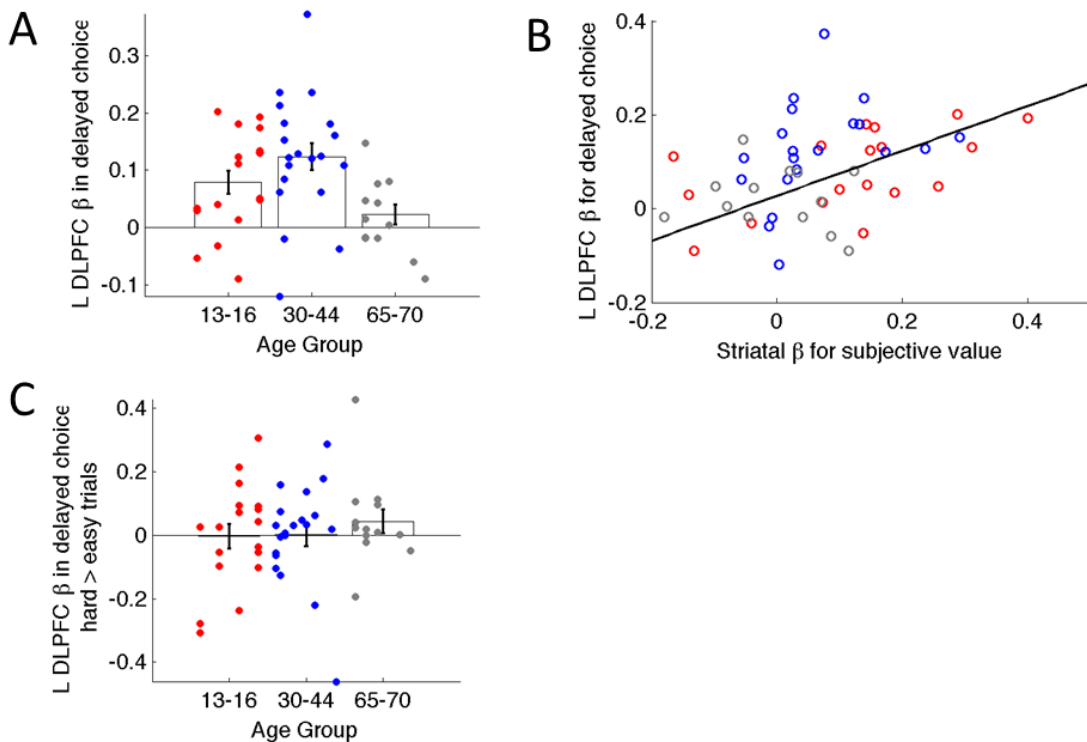 A
L DLPFC β in delayed choice
0.3
0.2
0.1
0
-0.1
13-16 30-44 65-70
Age Group
B
L DLPFC β for delayed choice
0.4
0.2
0
-0.2
-0.2 0 0.2 0.4
Striatal β for subjective value
C
L DLPFC β in delayed choice
hard > easy trials
0.4
0.2
0
-0.2
-0.4
13-16 30-44 65-70
Age Group